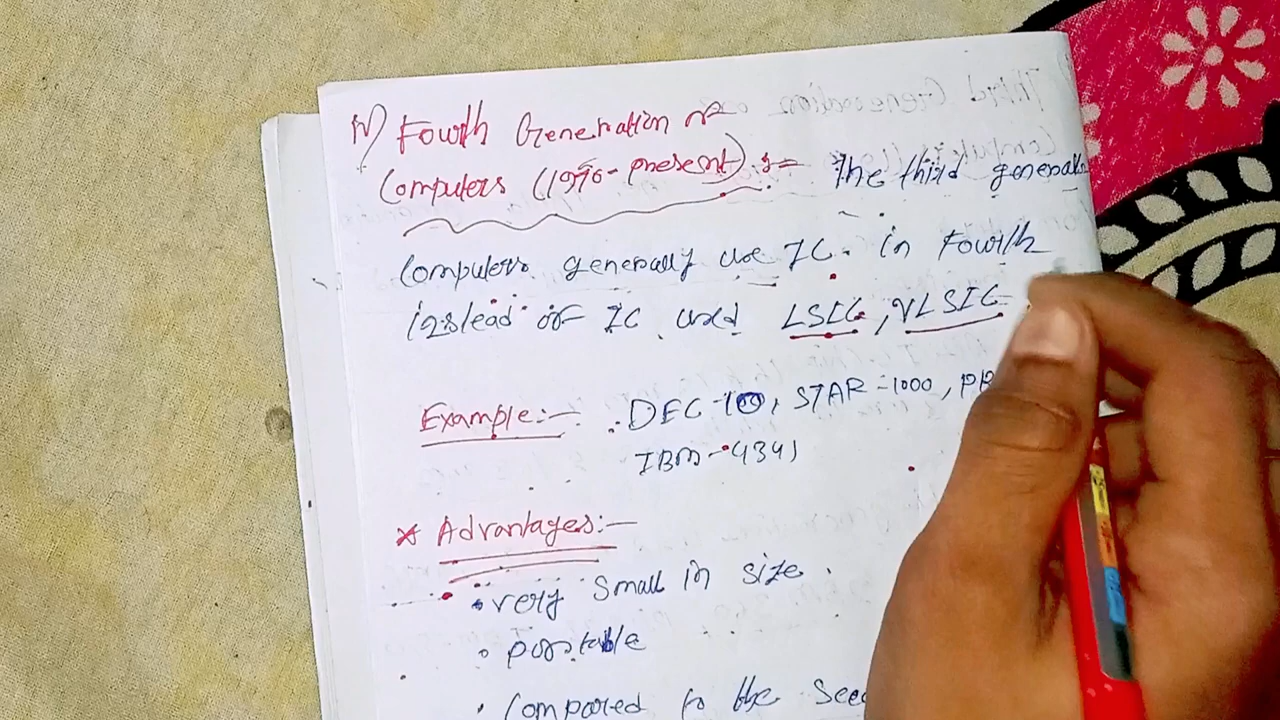 iv) Fourth Generation of
Computers (1970-present) :- The third generati
Computers generally use IC. in Fourth
instead of IC used LSIC, VLSIC
Example:- DEC-10, STAR-1000, PD
IBM-4341
* Advantages:-
• very small in size.
• portable
• Compared to the Sec